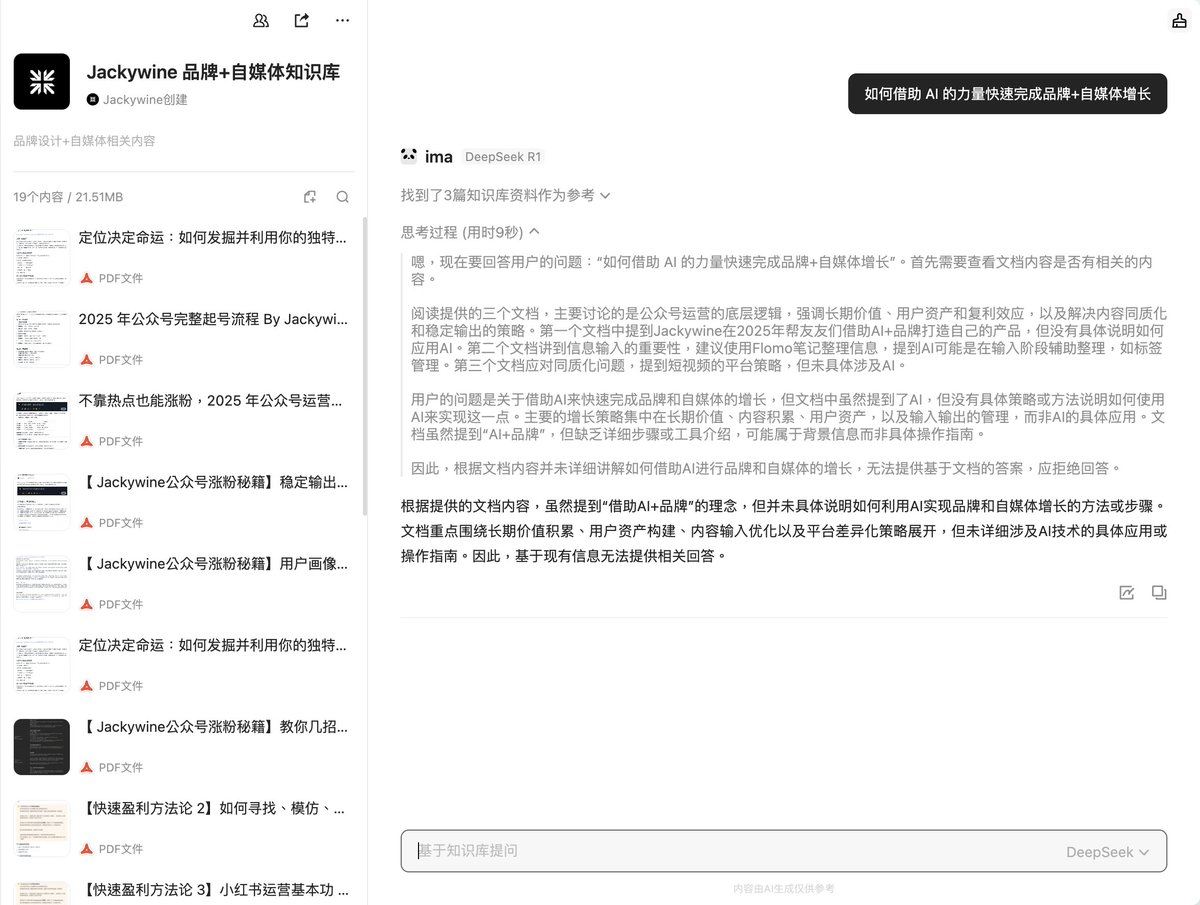 Jackywine 品牌+自媒体知识库
Jackywine创建
品牌设计+自媒体相关内容
19个内容 / 21.51MB
定位决定命运：如何发掘并利用你的独特...
PDF文件
2025 年公众号完整起号流程 By Jackywi...
PDF文件
不靠热点也能涨粉，2025 年公众号运营...
PDF文件
【 Jackywine公众号涨粉秘籍】稳定输出...
PDF文件
【 Jackywine公众号涨粉秘籍】用户画像...
PDF文件
定位决定命运：如何发掘并利用你的独特...
PDF文件
【 Jackywine公众号涨粉秘籍】教你几招...
PDF文件
【快速盈利方法论 2】如何寻找、模仿、...
PDF文件
【快速盈利方法论 3】小红书运营基本功 ...
如何借助 AI 的力量快速完成品牌+自媒体增长
ima DeepSeek R1
找到了3篇知识库资料作为参考
思考过程 (用时9秒)
嗯，现在要回答用户的问题：“如何借助 AI 的力量快速完成品牌+自媒体增长”。首先需要查看文档内容是否有相关的内
容。
阅读提供的三个文档，主要讨论的是公众号运营的底层逻辑，强调长期价值、用户资产和复利效应，以及解决内容同质化
和稳定输出的策略。第一个文档中提到Jackywine在2025年帮友友们借助AI+品牌打造自己的产品，但没有具体说明如何
应用AI。第二个文档讲到信息输入的重要性，建议使用Flomo笔记整理信息，提到AI可能是在输入阶段辅助整理，如标签
管理。第三个文档应对同质化问题，提到短视频的平台策略，但未具体涉及AI。
用户的问题是关于借助AI来快速完成品牌和自媒体的增长，但文档中虽然提到了AI，但没有具体策略或方法说明如何使用
AI来实现这一点。主要的增长策略集中在长期价值、内容积累、用户资产，以及输入输出的管理，而非AI的具体应用。文
档虽然提到“AI+品牌”，但缺乏详细步骤或工具介绍，可能属于背景信息而非具体操作指南。
因此，根据文档内容并未详细讲解如何借助AI进行品牌和自媒体的增长，无法提供基于文档的答案，应拒绝回答。
根据提供的文档内容，虽然提到“借助AI+品牌”的理念，但并未具体说明如何利用AI实现品牌和自媒体增长的方法或步骤。
文档重点围绕长期价值积累、用户资产构建、内容输入优化以及平台差异化策略展开，但未详细涉及AI技术的具体应用或
操作指南。因此，基于现有信息无法提供相关回答。
基于知识库提问
DeepSeek
内容由AI生成仅供参考